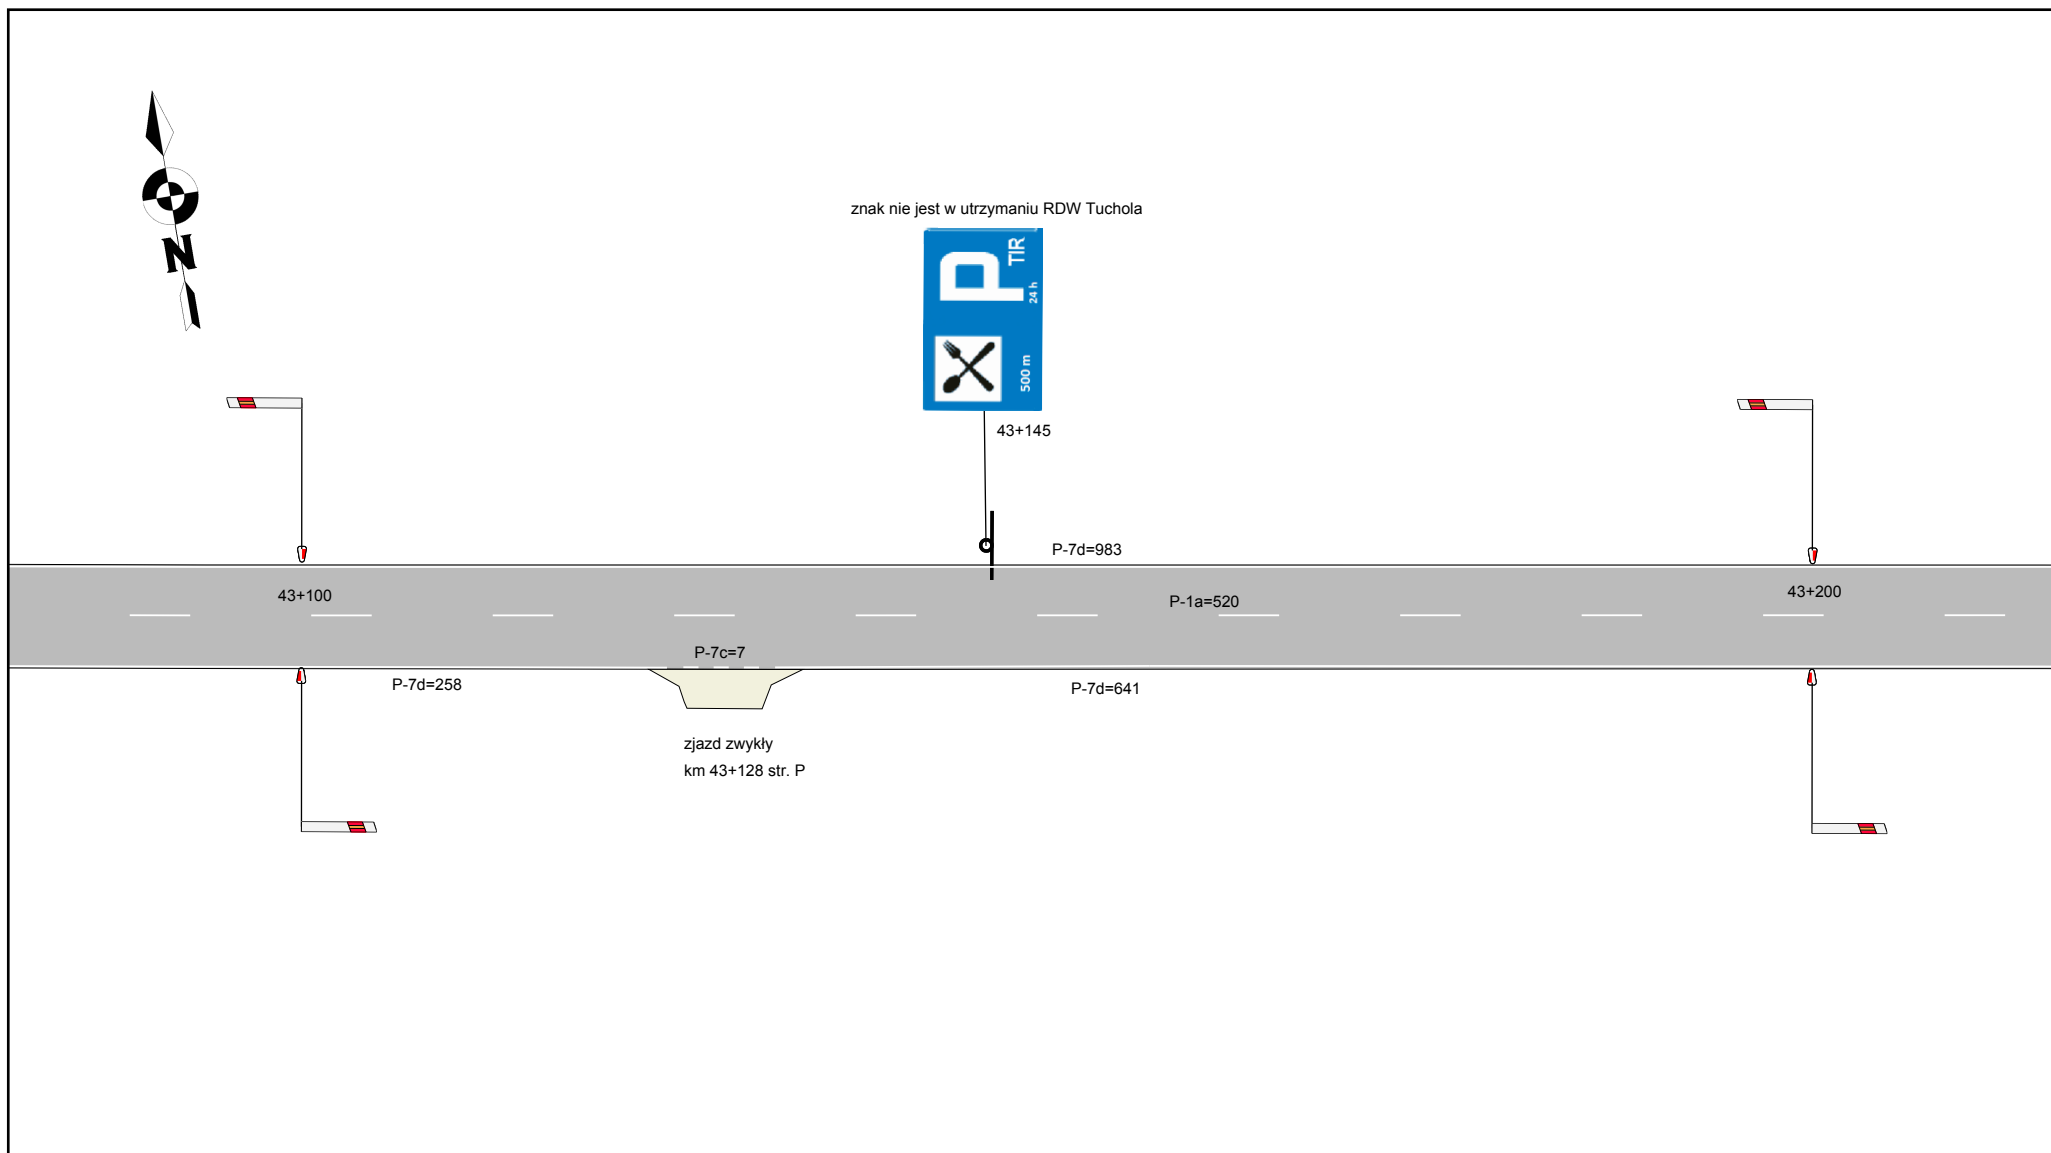 N
znak nie jest w utrzymaniu RDW Tuchola
P
TIR
24 h
500 m
43+145
P-7d=983
43+100
P-1a=520
43+200
P-7c=7
P-7d=258
P-7d=641
zjazd zwykły
km 43+128 str. P